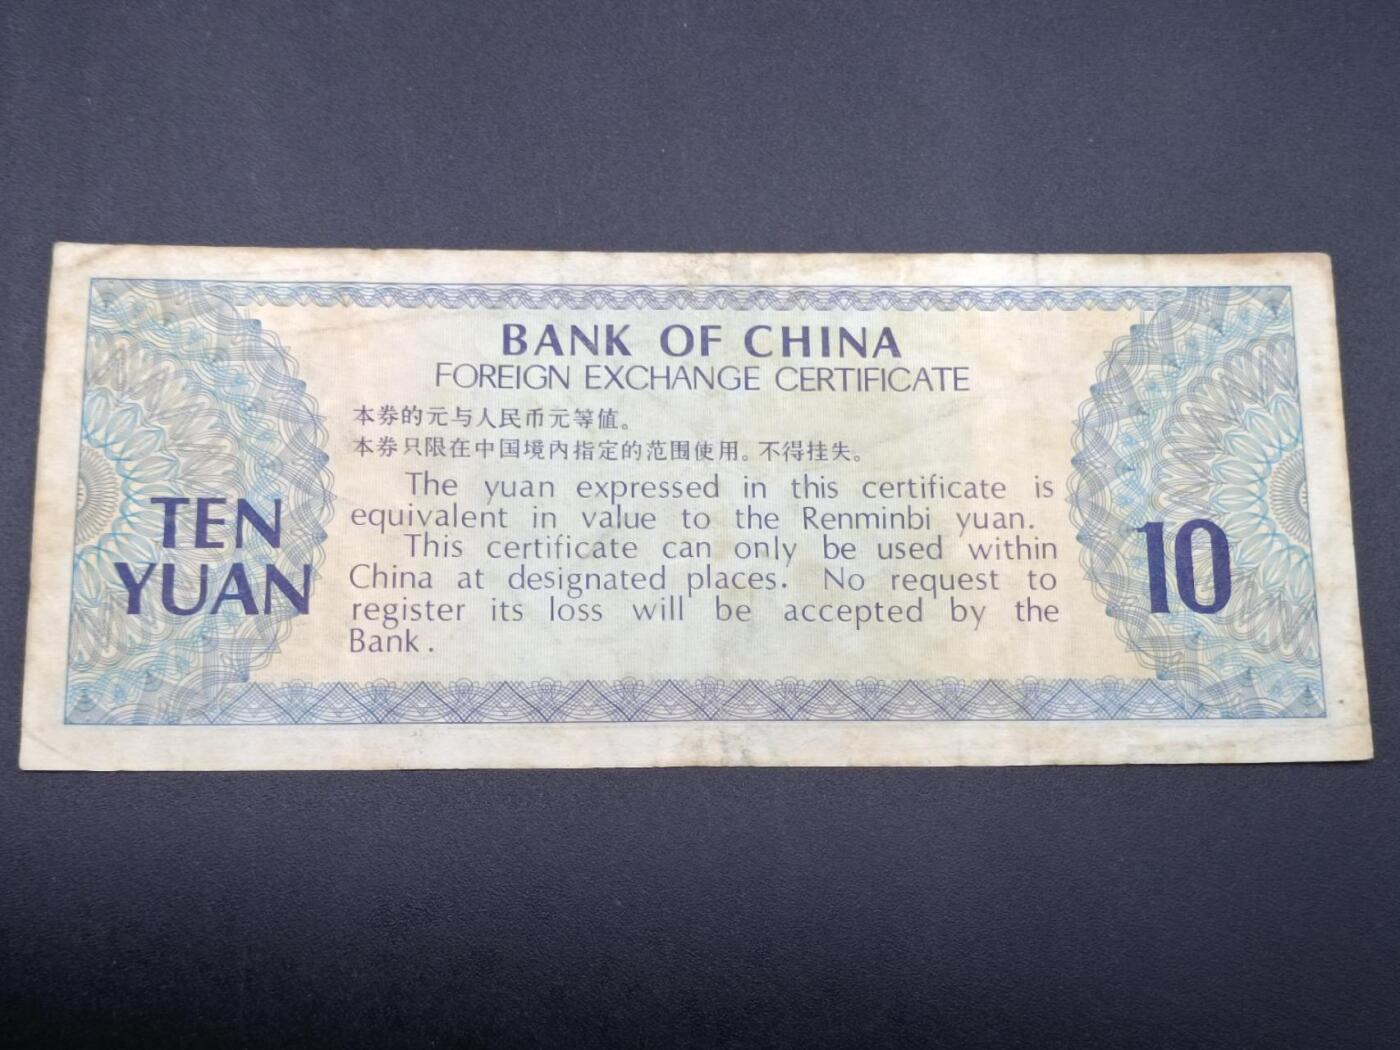 BANK OF CHINA
FOREIGN EXCHANGE CERTIFICATE
本券的元与人民币元等值。
本券只限在中国境内指定的范围使用。不得挂失。
The yuan expressed in this certificate is
equivalent in value to the Renminbi yuan.
This certificate can only be used within
China at designated places. No request to
register its loss will be accepted by the
Bank.
TEN
YUAN
10